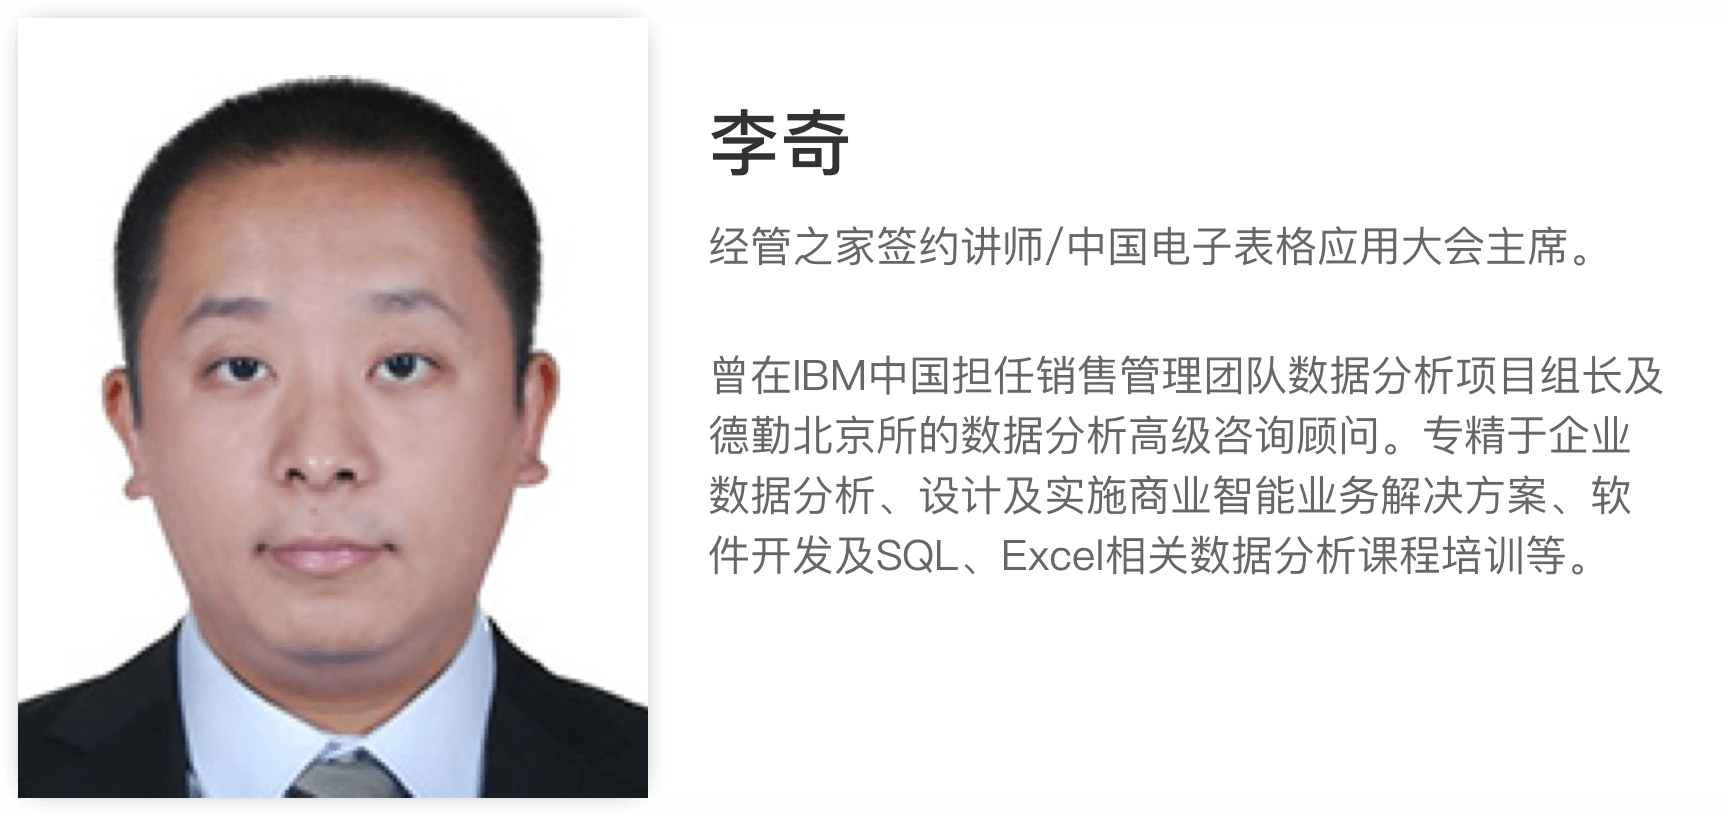 李奇
经管之家签约讲师/中国电子表格应用大会主席。
曾在IBM中国担任销售管理团队数据分析项目组长及
德勤北京所的数据分析高级咨询顾问。专精于企业
数据分析、设计及实施商业智能业务解决方案、软
件开发及SQL、Excel相关数据分析课程培训等。